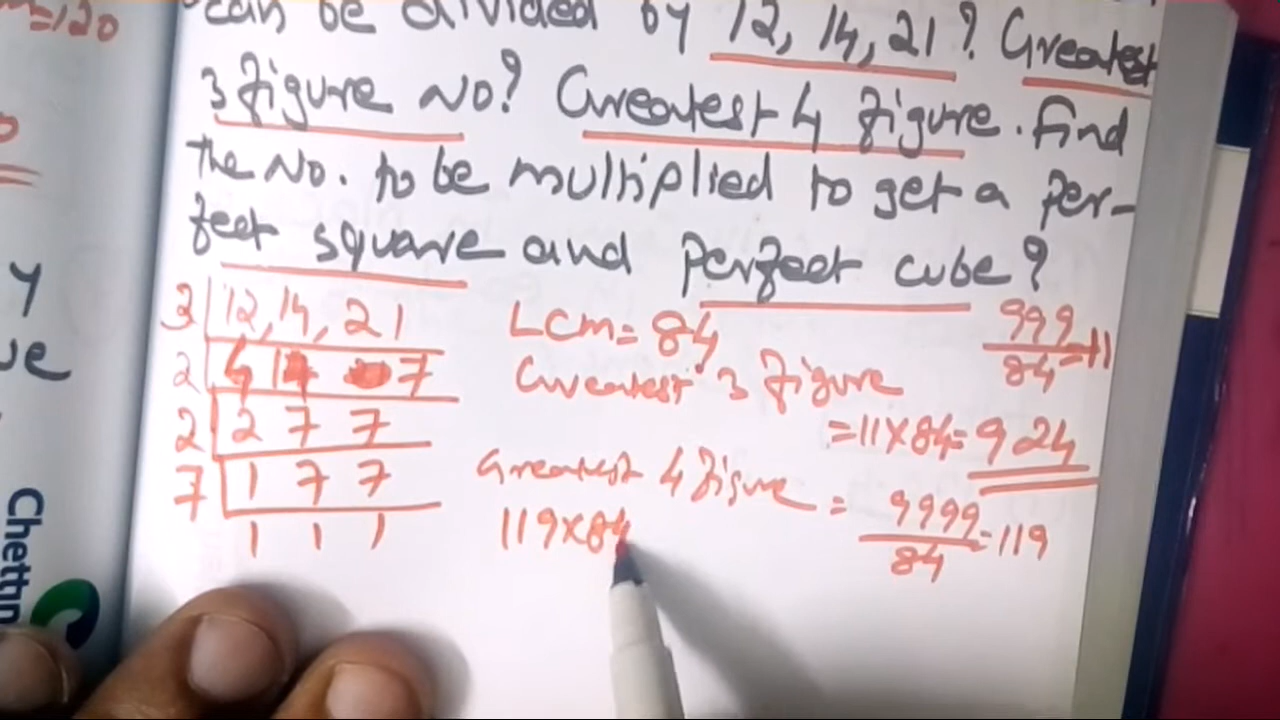 can be divided by 12, 14, 21? Greatest
3 figure No? Greatest 4 figure. Find
the No. to be multiplied to get a per-
fect square and perfect cube?
3 | 12, 14, 21
2 | 4 14 7
2 | 2 7 7
7 | 1 7 7
1 1 1
LCM = 84
Greatest 3 figure
999/84 = 11
= 11 × 84 = 924
Greatest 4 figure = 9999/84 = 119
119 × 84
=120
y
ve
Chettin